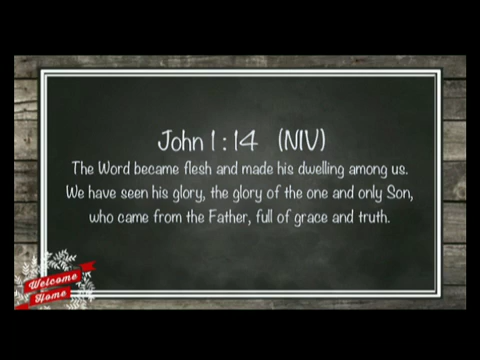 John 1 : 14 (NIV)
The Word became flesh and made his dwelling among us.
We have seen his glory, the glory of the one and only Son,
who came from the Father, full of grace and truth.
Welcome
Home